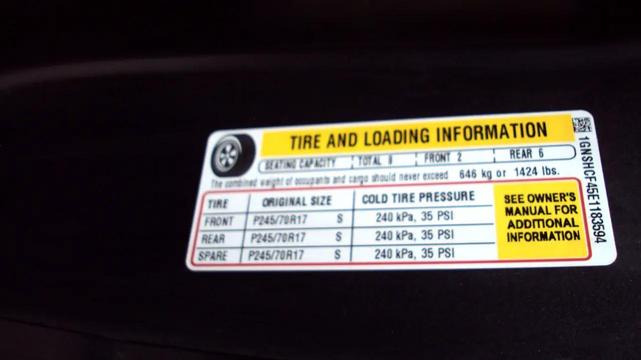 TIRE AND LOADING INFORMATION
SEATING CAPACITY TOTAL 8 FRONT 2 REAR 6
The combined weight of occupants and cargo should never exceed 646 kg or 1424 lbs.
TIRE ORIGINAL SIZE COLD TIRE PRESSURE
FRONT P245/70R17 S 240 kPa, 35 PSI
REAR P245/70R17 S 240 kPa, 35 PSI
SPARE P245/70R17 S 240 kPa, 35 PSI
SEE OWNER'S
MANUAL FOR
ADDITIONAL
INFORMATION
1GNSHCF45E1183594